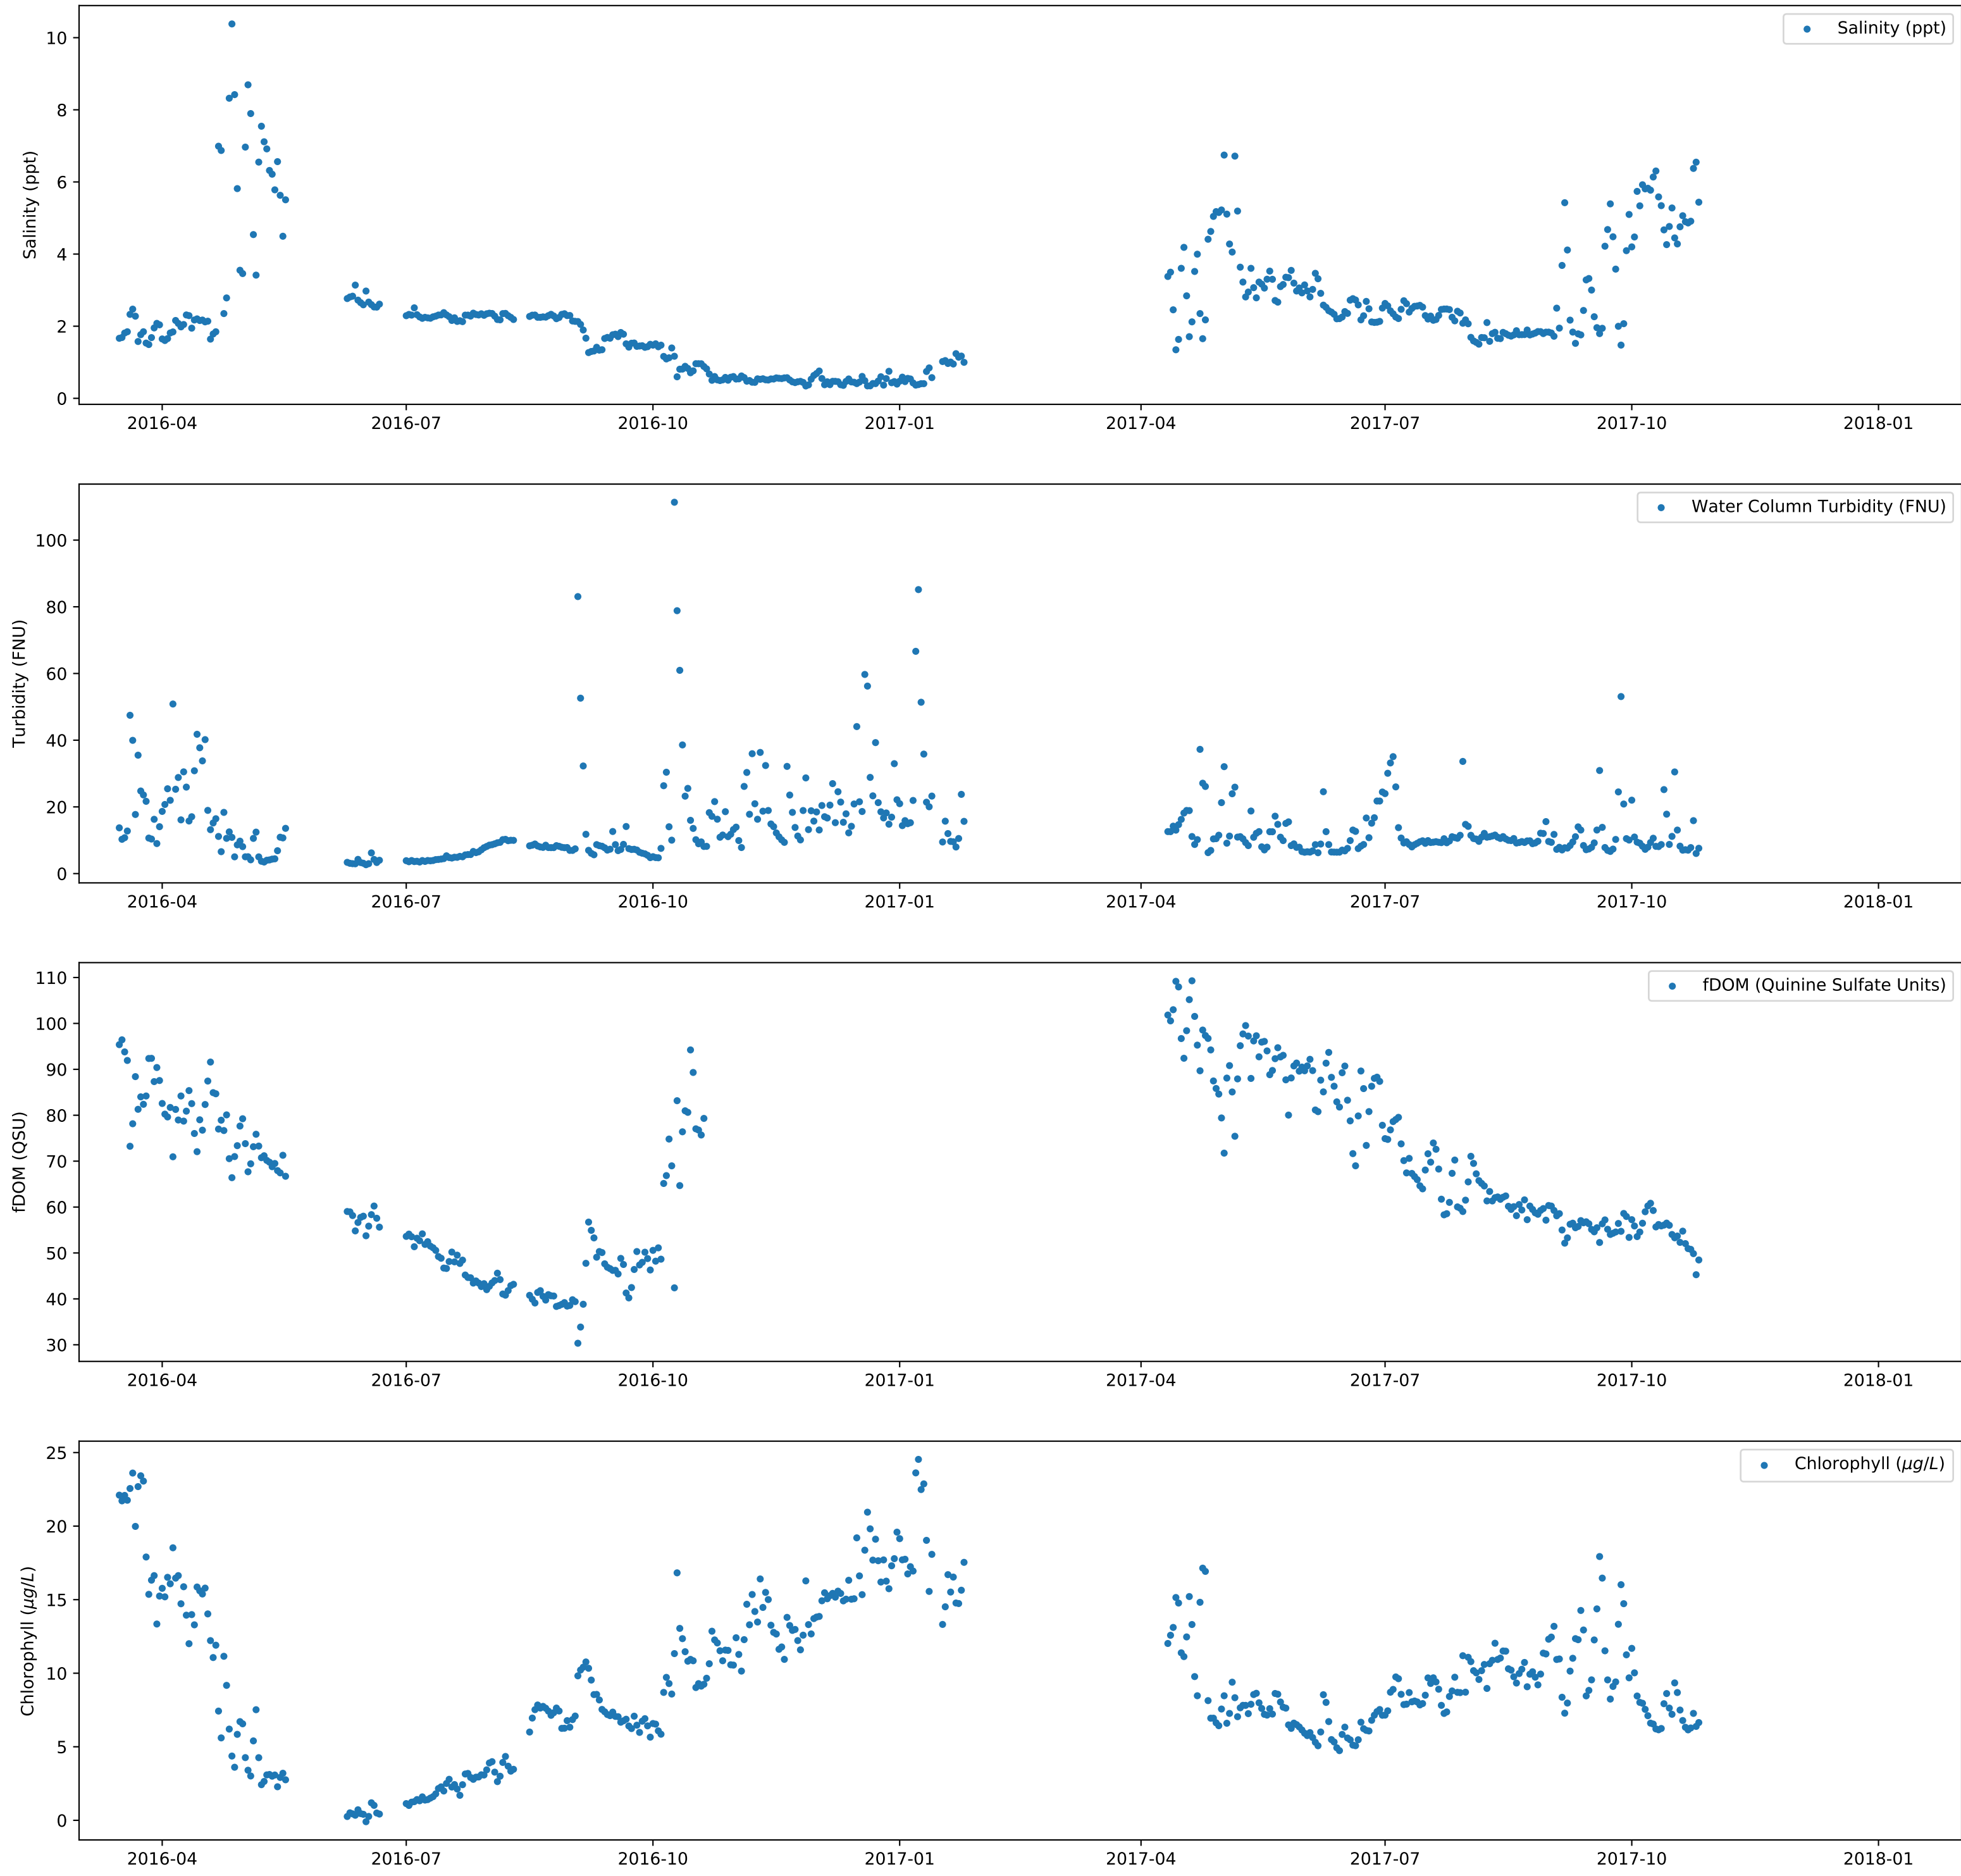 Salinity (ppt)
Salinity (ppt)
10
8
6
4
2
0
2016-04 2016-07 2016-10 2017-01 2017-04 2017-07 2017-10 2018-01
Water Column Turbidity (FNU)
Turbidity (FNU)
100
80
60
40
20
0
2016-04 2016-07 2016-10 2017-01 2017-04 2017-07 2017-10 2018-01
fDOM (Quinine Sulfate Units)
fDOM (QSU)
110
100
90
80
70
60
50
40
30
2016-04 2016-07 2016-10 2017-01 2017-04 2017-07 2017-10 2018-01
Chlorophyll (μg/L)
Chlorophyll (μg/L)
25
20
15
10
5
0
2016-04 2016-07 2016-10 2017-01 2017-04 2017-07 2017-10 2018-01